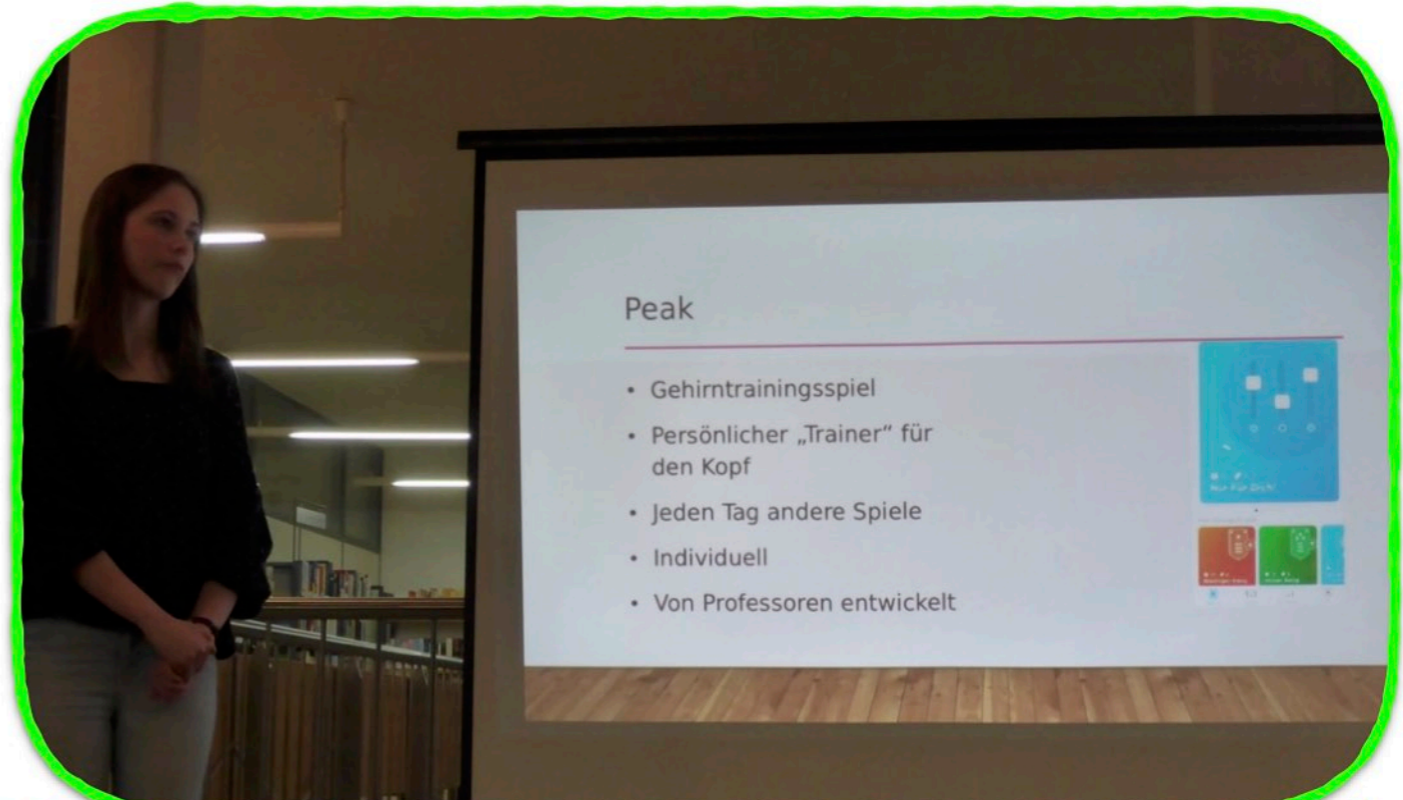 Peak
• Gehirntrainingsspiel
• Persönlicher „Trainer“ für
den Kopf
• Jeden Tag andere Spiele
• Individuell
• Von Professoren entwickelt